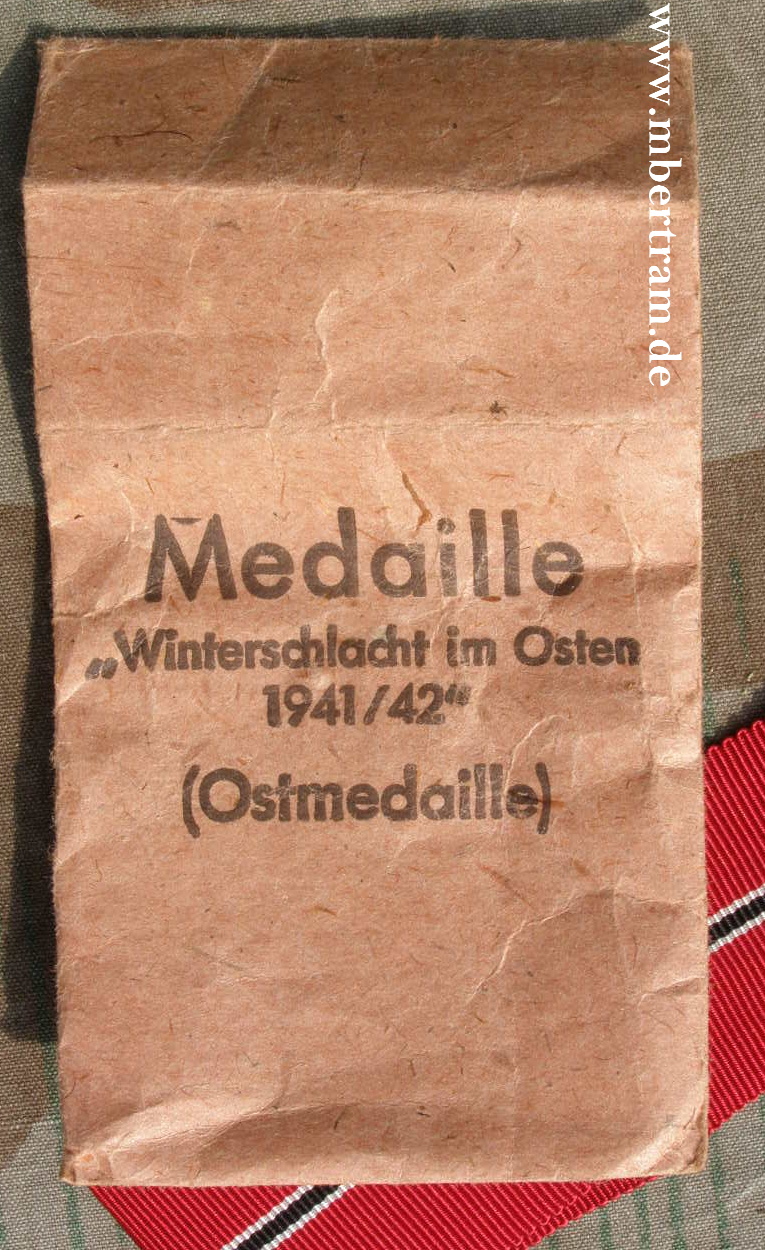 www.mbertram.de
Medaille
„Winterschlacht im Osten
1941/42“
(Ostmedaille)